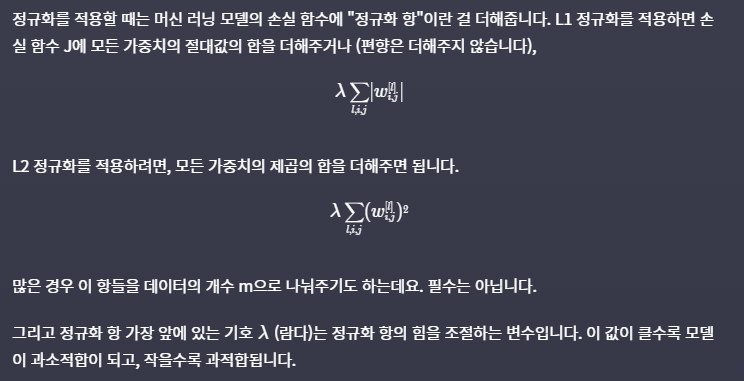 정규화를 적용할 때는 머신 러닝 모델의 손실 함수에 "정규화 항"이란 걸 더해줍니다. L1 정규화를 적용하면 손
실 함수 J에 모든 가중치의 절대값의 합을 더해주거나 (편향은 더해주지 않습니다),
λ∑_{l,i,j}|w_{i,j}^{[l]}|
L2 정규화를 적용하려면, 모든 가중치의 제곱의 합을 더해주면 됩니다.
λ∑_{l,i,j}(w_{i,j}^{[l]})²
많은 경우 이 항들을 데이터의 개수 m으로 나눠주기도 하는데요. 필수는 아닙니다.
그리고 정규화 항 가장 앞에 있는 기호 λ (람다)는 정규화 항의 힘을 조절하는 변수입니다. 이 값이 클수록 모델
이 과소적합이 되고, 작을수록 과적합됩니다.